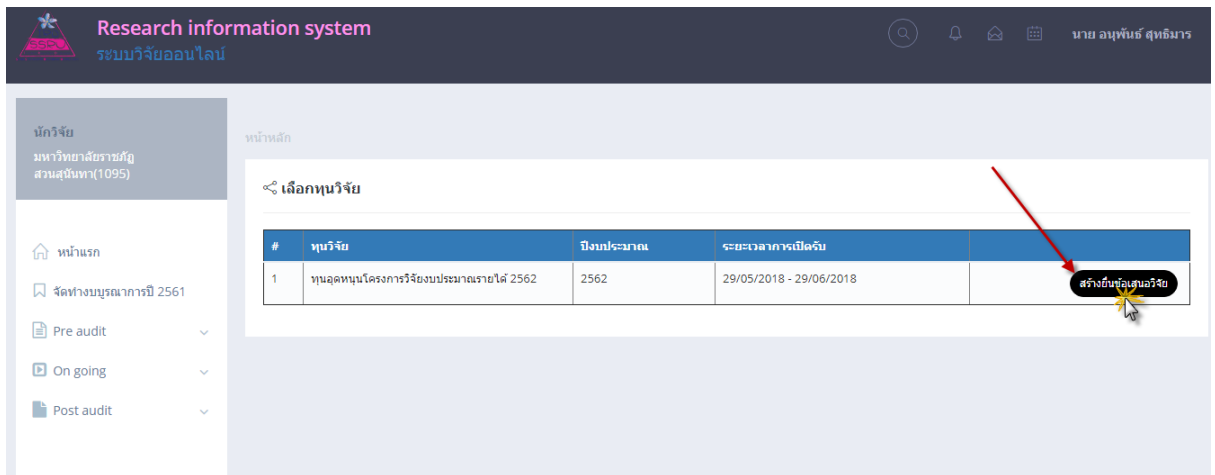 Research information system
ระบบวิจัยออนไลน์
นาย อนุพันธ์ สุทธิมาร
นักวิจัย
มหาวิทยาลัยราชภัฏ
สวนสุนันทา(1095)
หน้าหลัก
เลือกทุนวิจัย
หน้าแรก
จัดทำงบบูรณาการปี 2561
Pre audit
On going
Post audit
# ทุนวิจัย ปีงบประมาณ ระยะเวลาการเปิดรับ
1 ทุนอุดหนุนโครงการวิจัยงบประมาณรายได้ 2562 2562 29/05/2018 - 29/06/2018 สร้างยื่นข้อเสนอวิจัย